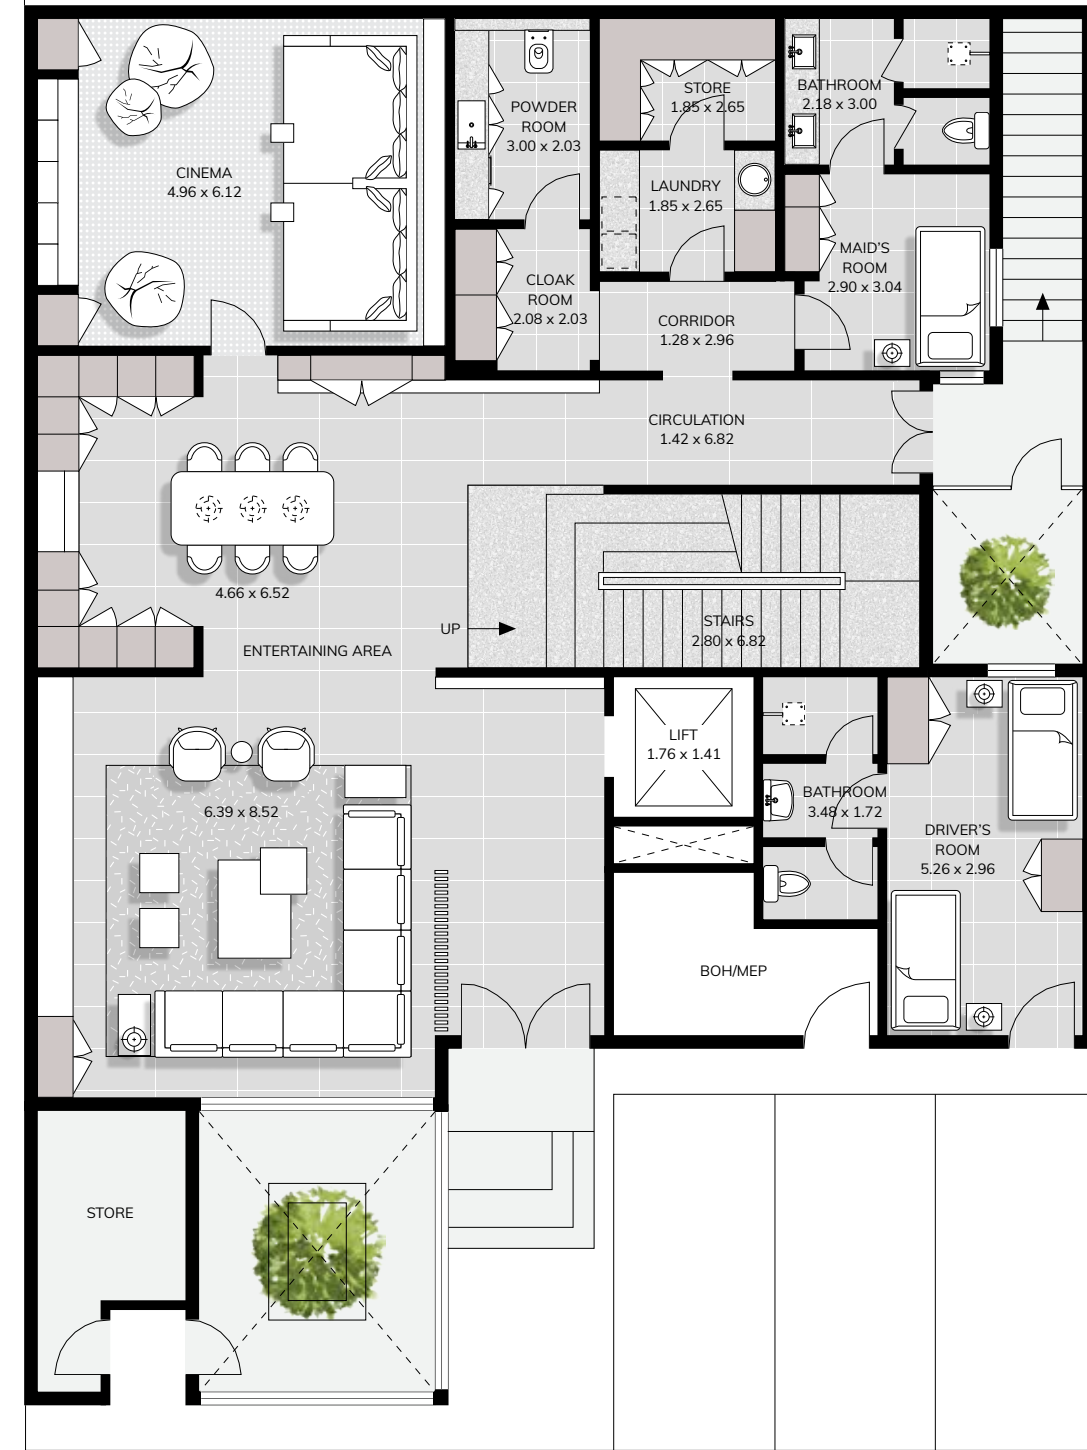 CINEMA
4.96 x 6.12
POWDER
ROOM
3.00 x 2.03
STORE
1.85 x 2.65
BATHROOM
2.18 x 3.00
LAUNDRY
1.85 x 2.65
MAID'S
ROOM
2.90 x 3.04
CLOAK
ROOM
2.08 x 2.03
CORRIDOR
1.28 x 2.96
CIRCULATION
1.42 x 6.82
4.66 x 6.52
UP
STAIRS
2.80 x 6.82
ENTERTAINING AREA
LIFT
1.76 x 1.41
6.39 x 8.52
BATHROOM
3.48 x 1.72
DRIVER'S
ROOM
5.26 x 2.96
BOH/MEP
STORE